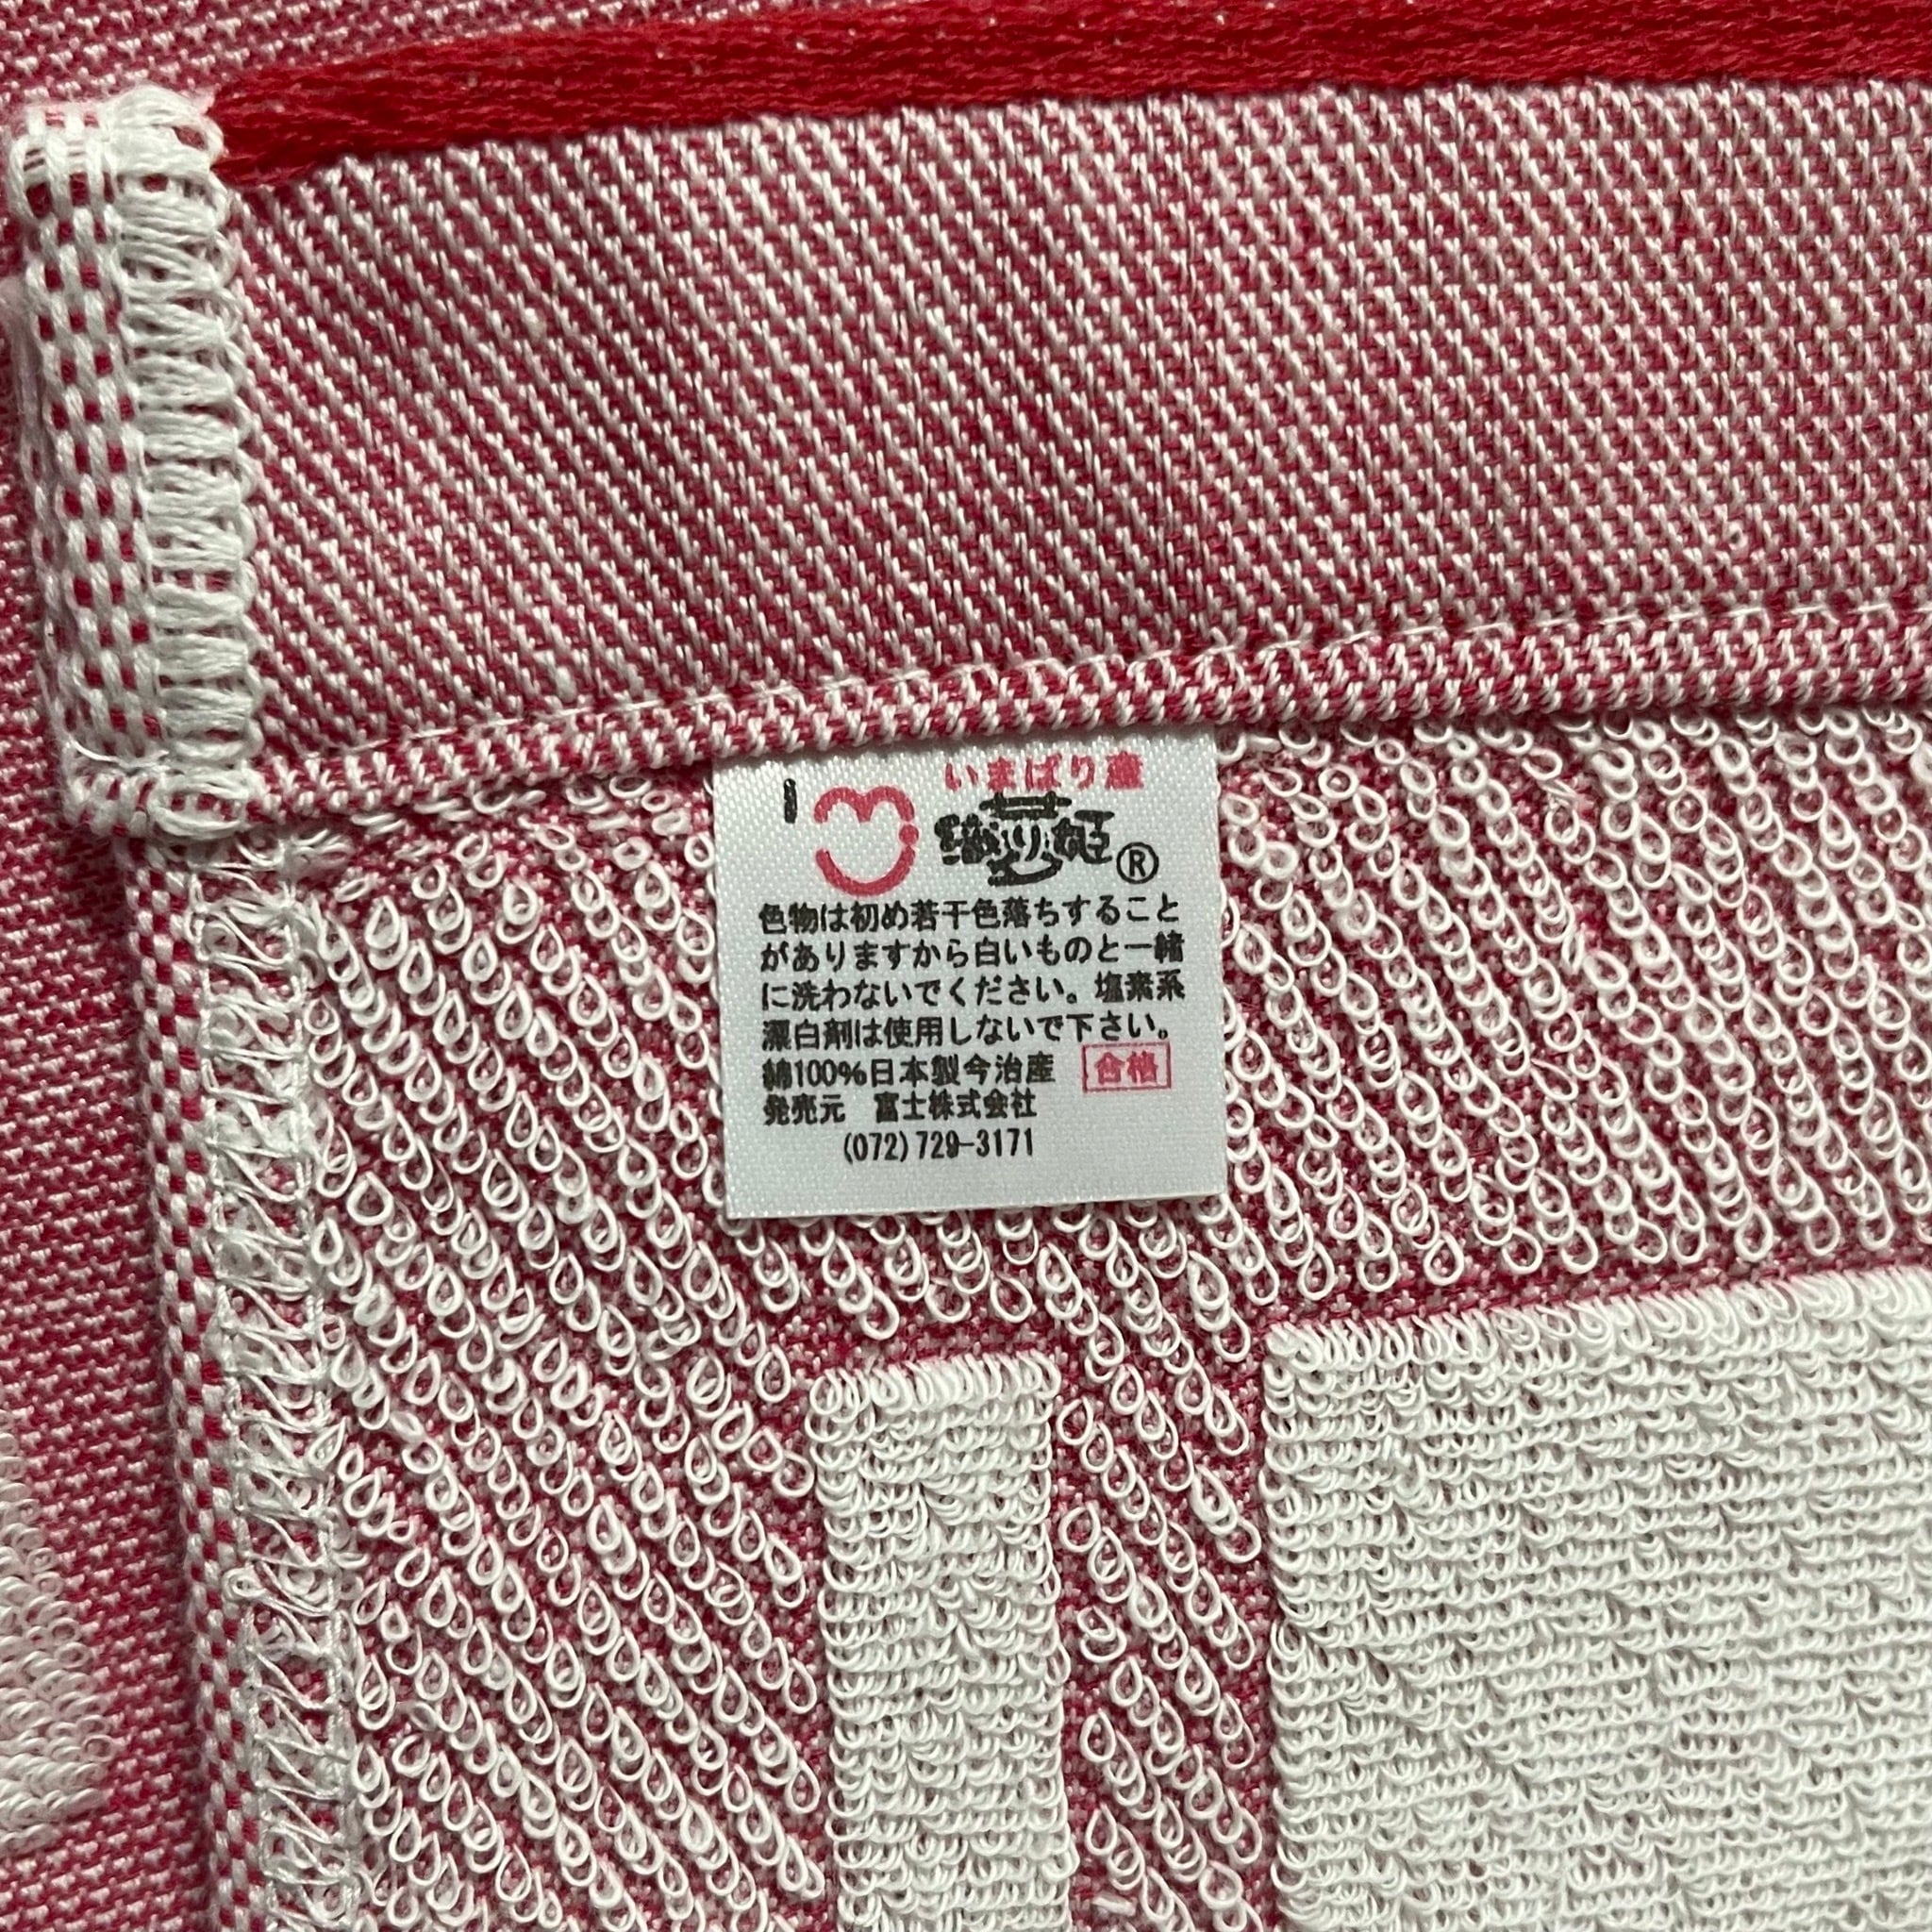 いまばり産
織り姫 ®
色物は初め若干色落ちすること
がありますから白いものと一緒
に洗わないでください。塩素系
漂白剤は使用しないで下さい。
綿100%日本製今治産 合格
発売元 富士株式会社
(072)729-3171